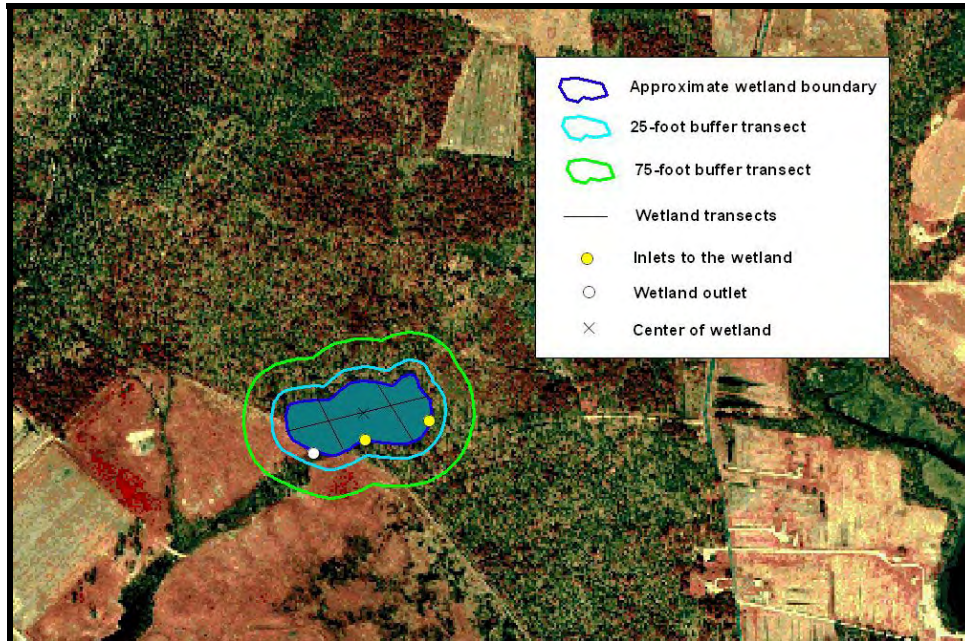 Approximate wetland boundary
25-foot buffer transect
75-foot buffer transect
Wetland transects
Inlets to the wetland
Wetland outlet
Center of wetland